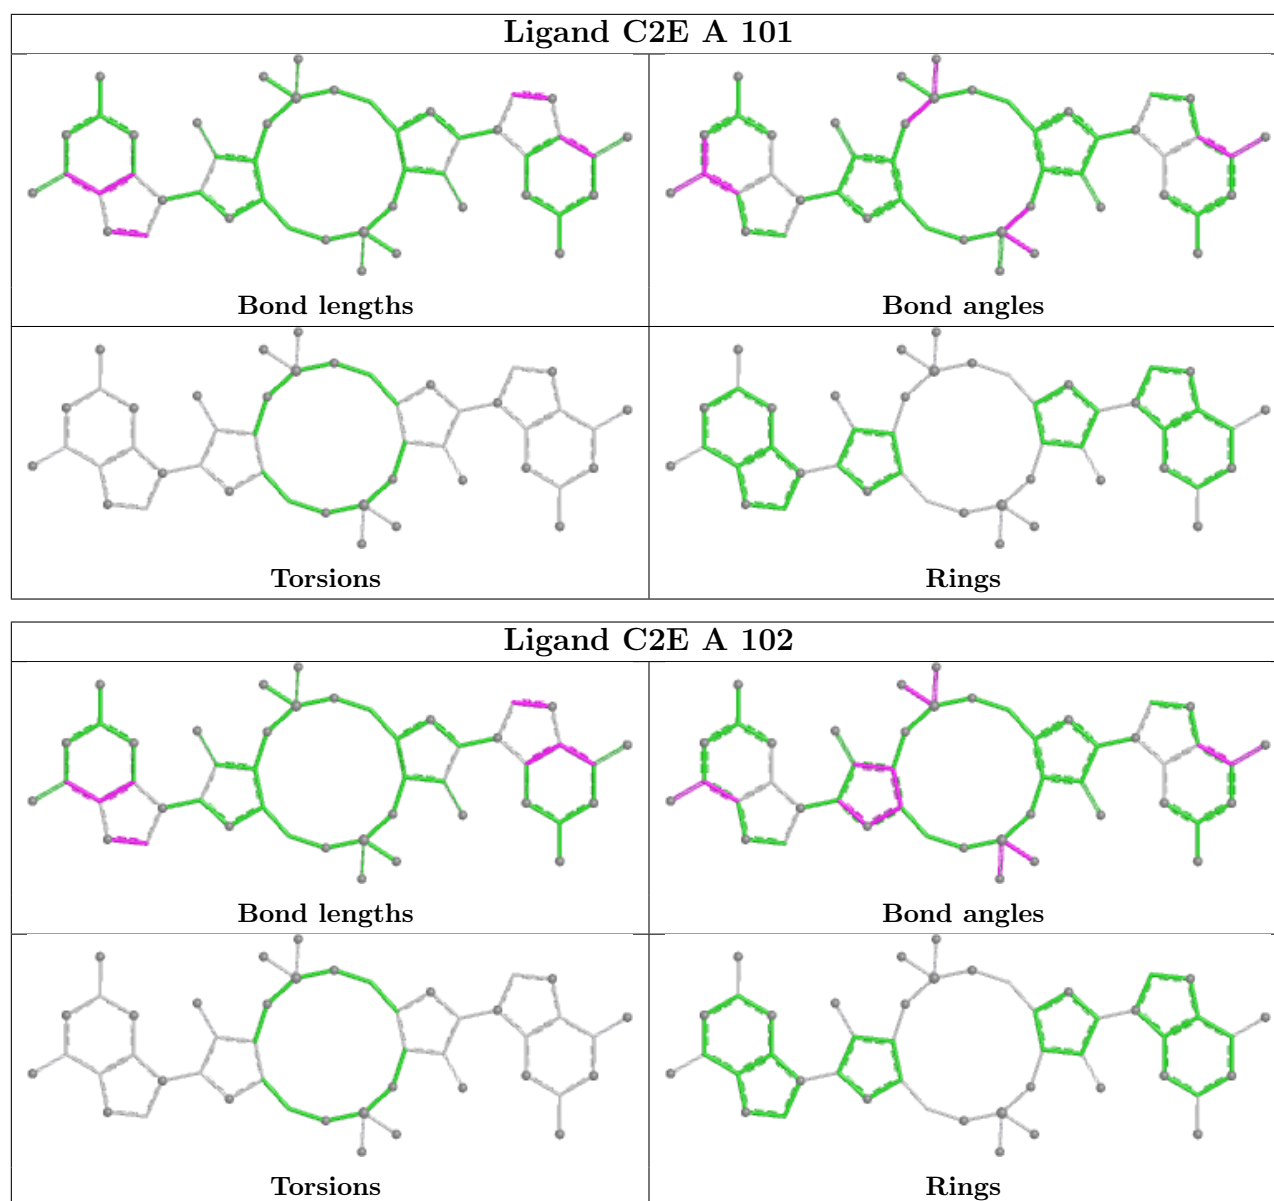 Ligand C2E A 101
Bond lengths
Bond angles
Torsions
Rings
Ligand C2E A 102
Bond lengths
Bond angles
Torsions
Rings